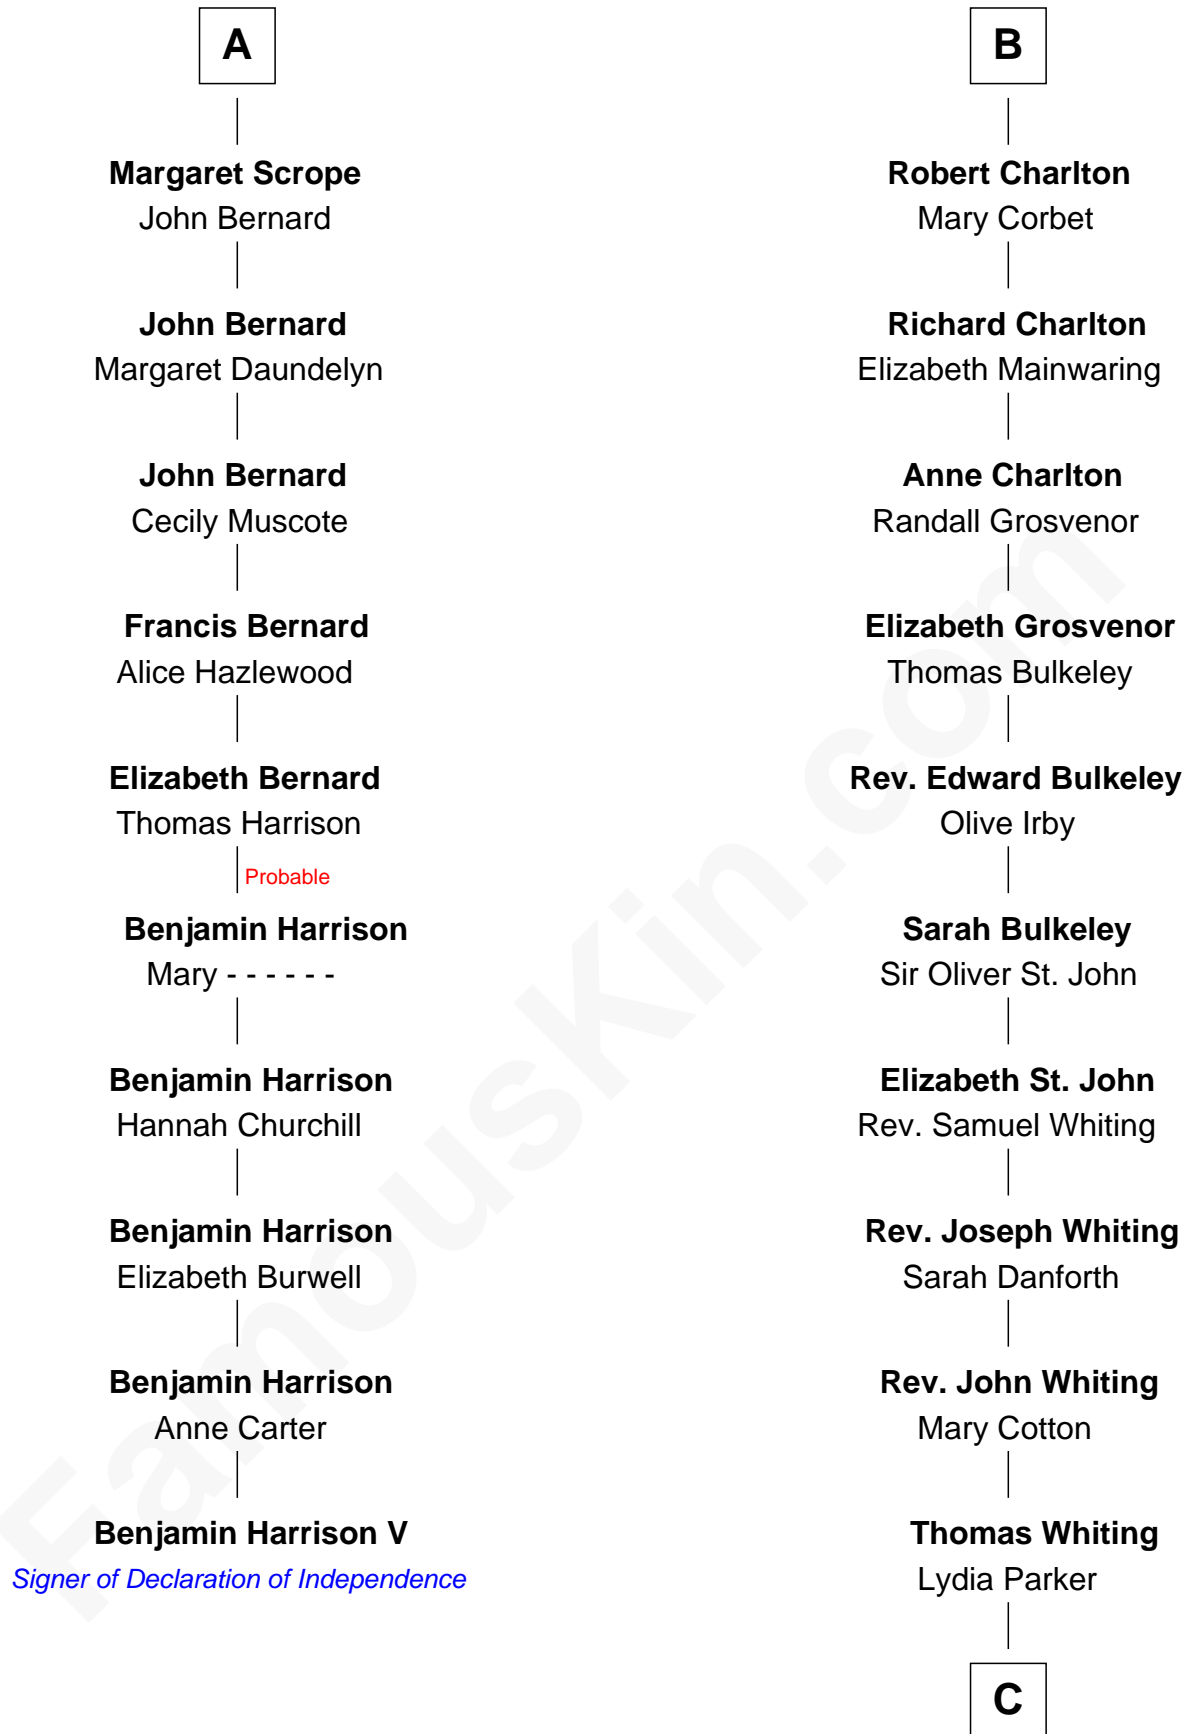 A
Margaret Scrope
John Bernard
John Bernard
Margaret Daundelyn
John Bernard
Cecily Muscote
Francis Bernard
Alice Hazlewood
Elizabeth Bernard
Thomas Harrison
Probable
Benjamin Harrison
Mary - - - - - -
Benjamin Harrison
Hannah Churchill
Benjamin Harrison
Elizabeth Burwell
Benjamin Harrison
Anne Carter
Benjamin Harrison V
Signer of Declaration of Independence
B
Robert Charlton
Mary Corbet
Richard Charlton
Elizabeth Mainwaring
Anne Charlton
Randall Grosvenor
Elizabeth Grosvenor
Thomas Bulkeley
Rev. Edward Bulkeley
Olive Irby
Sarah Bulkeley
Sir Oliver St. John
Elizabeth St. John
Rev. Samuel Whiting
Rev. Joseph Whiting
Sarah Danforth
Rev. John Whiting
Mary Cotton
Thomas Whiting
Lydia Parker
C
FamousKin.com